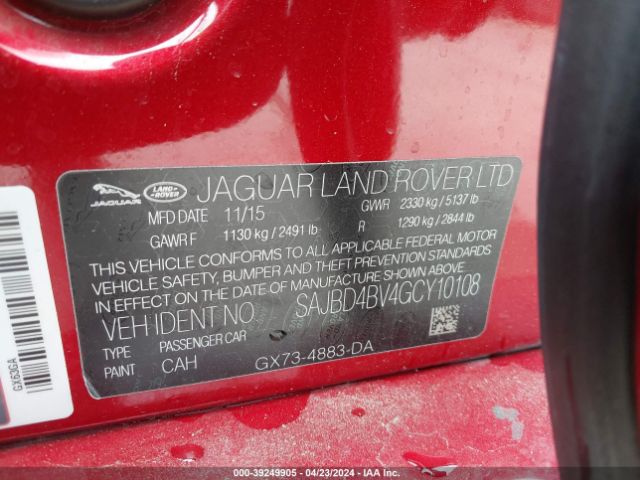 JAGUAR
LAND ROVER
JAGUAR LAND ROVER LTD
MFD DATE 11/15 GVWR 2330 kg / 5137 lb
GAWR F 1130 kg / 2491 lb R 1290 kg / 2844 lb
THIS VEHICLE CONFORMS TO ALL APPLICABLE FEDERAL MOTOR
VEHICLE SAFETY, BUMPER AND THEFT PREVENTION STANDARDS
IN EFFECT ON THE DATE OF MANUFACTURE SHOWN ABOVE
VEH IDENT NO SAJBD4BV4GCY10108
TYPE PASSENGER CAR
PAINT CAH GX73-4883-DA
GX63GA
000-39249905 / 04/23/2024 - IAA Inc.